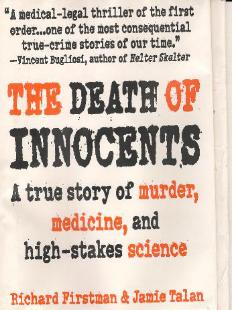 "A medical-legal thriller of the first
order...one of the most consequential
true-crime stories of our time."
—Vincent Bugliosi, author of Helter Skelter
THE DEATH OF
INNOCENTS
A true story of murder,
medicine, and
high-stakes science
Richard Firstman & Jamie Talan